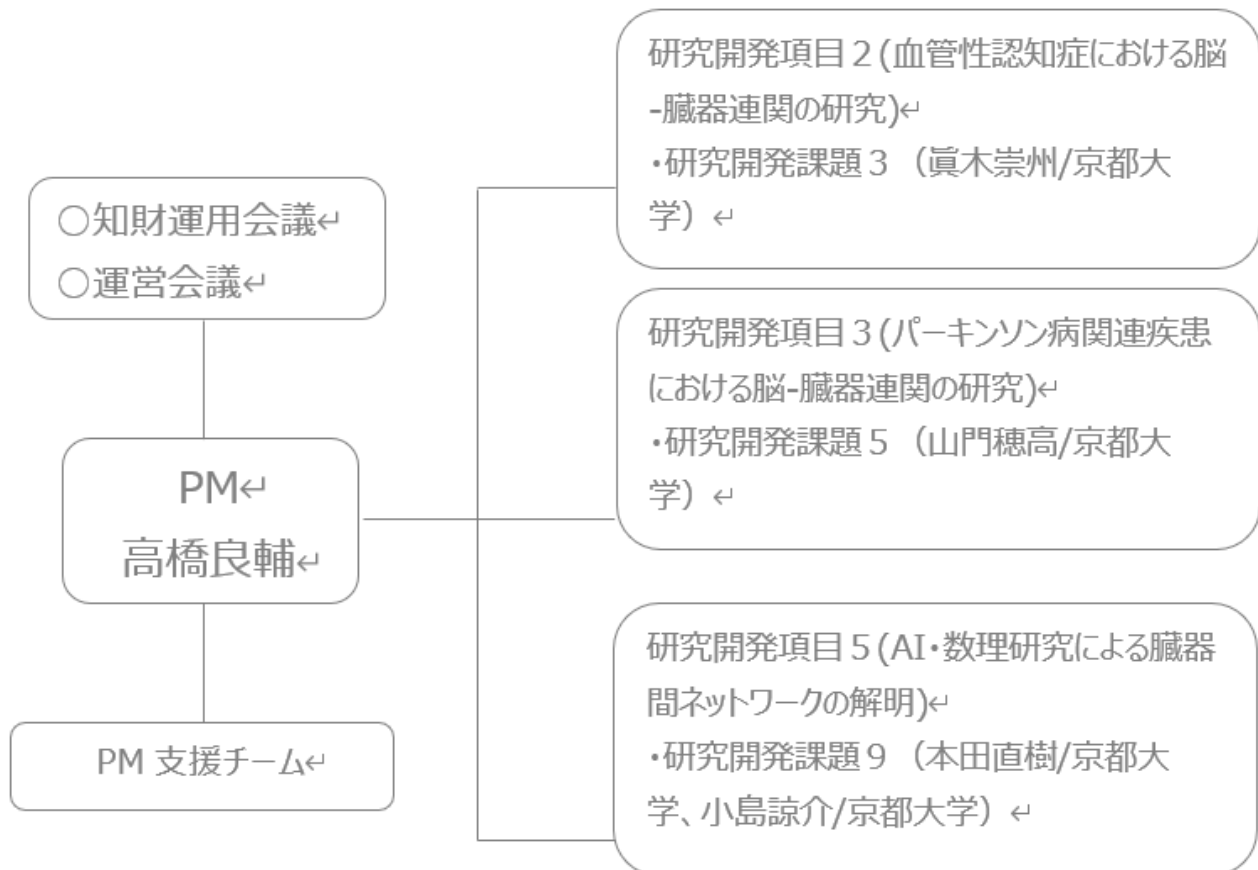 ○知財運用会議↵
○運営会議↵
PM↵
高橋良輔↵
PM 支援チーム↵
研究開発項目２(血管性認知症における脳
-臓器連関の研究)↵
・研究開発課題３（眞木崇州/京都大
学）↵
研究開発項目３(パーキンソン病関連疾患
における脳-臓器連関の研究)↵
・研究開発課題５（山門穂高/京都大
学）↵
研究開発項目５(AI・数理研究による臓器
間ネットワークの解明)↵
・研究開発課題９（本田直樹/京都大
学、小島諒介/京都大学）↵